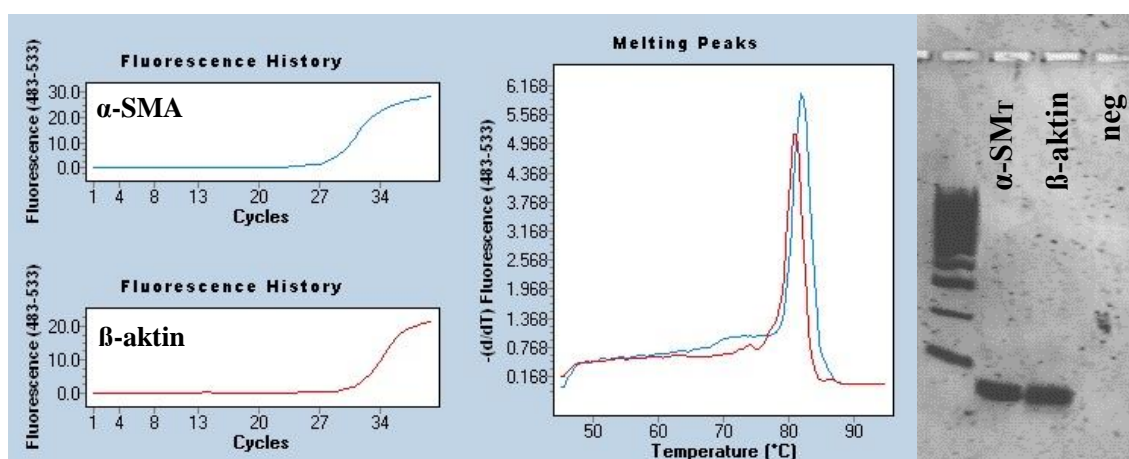 Fluorescence History
Fluorescence (483-533)
30.0
20.0
10.0
0.0
α-SMA
1 4 8 13 20 27 34
Cycles
Fluorescence History
Fluorescence (483-533)
20.0
10.0
0.0
ß-aktin
1 4 8 13 20 27 34
Cycles
Melting Peaks
-(d/dT) Fluorescence (483-533)
6.168
5.568
4.968
4.368
3.768
3.168
2.568
1.968
1.368
0.768
0.168
50 60 70 80 90
Temperature (°C)
α-SMT
ß-aktin
neg